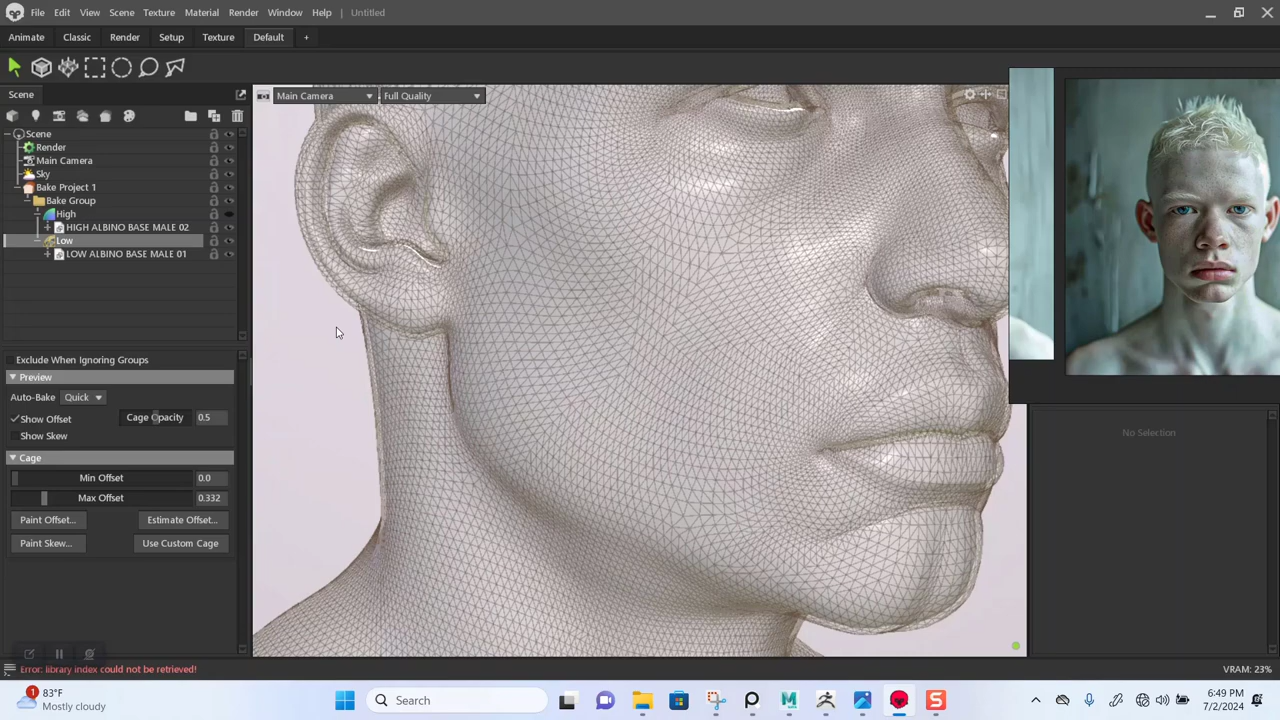 File Edit View Scene Texture Material Render Window Help Untitled
Animate Classic Render Setup Texture Default +
Scene
Main Camera Full Quality
Scene
Render
Main Camera
Sky
Bake Project 1
Bake Group
High
HIGH ALBINO BASE MALE 02
Low
LOW ALBINO BASE MALE 01
Exclude When Ignoring Groups
Preview
Auto-Bake Quick
Show Offset Cage Opacity 0.5
Show Skew
Cage
Min Offset 0.0
Max Offset 0.332
Paint Offset... Estimate Offset...
Paint Skew... Use Custom Cage
No Selection
Error: library index could not be retrieved!
VRAM: 23%
1
83°F
Mostly cloudy
Search
6:49 PM
7/2/2024